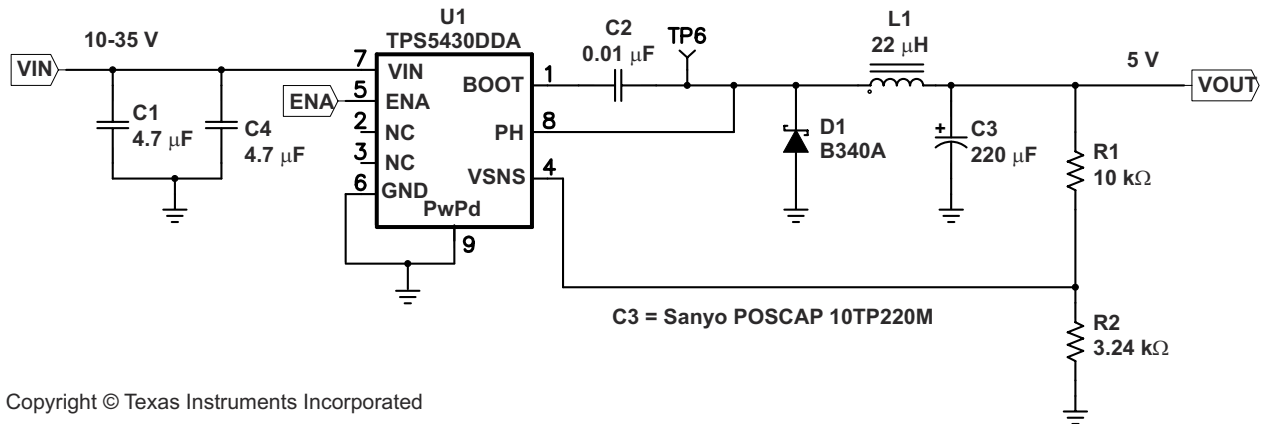 U1
TPS5430DDA
10-35 V
VIN
C1
4.7 μF
C4
4.7 μF
ENA
7
5
2
3
6
VIN
ENA
NC
NC
GND
BOOT
PH
VSNS
PwPd
1
8
4
9
C2
0.01 μF
TP6
L1
22 μH
5 V
VOUT
D1
B340A
C3
220 μF
+
R1
10 kΩ
C3 = Sanyo POSCAP 10TP220M
R2
3.24 kΩ
Copyright © Texas Instruments Incorporated